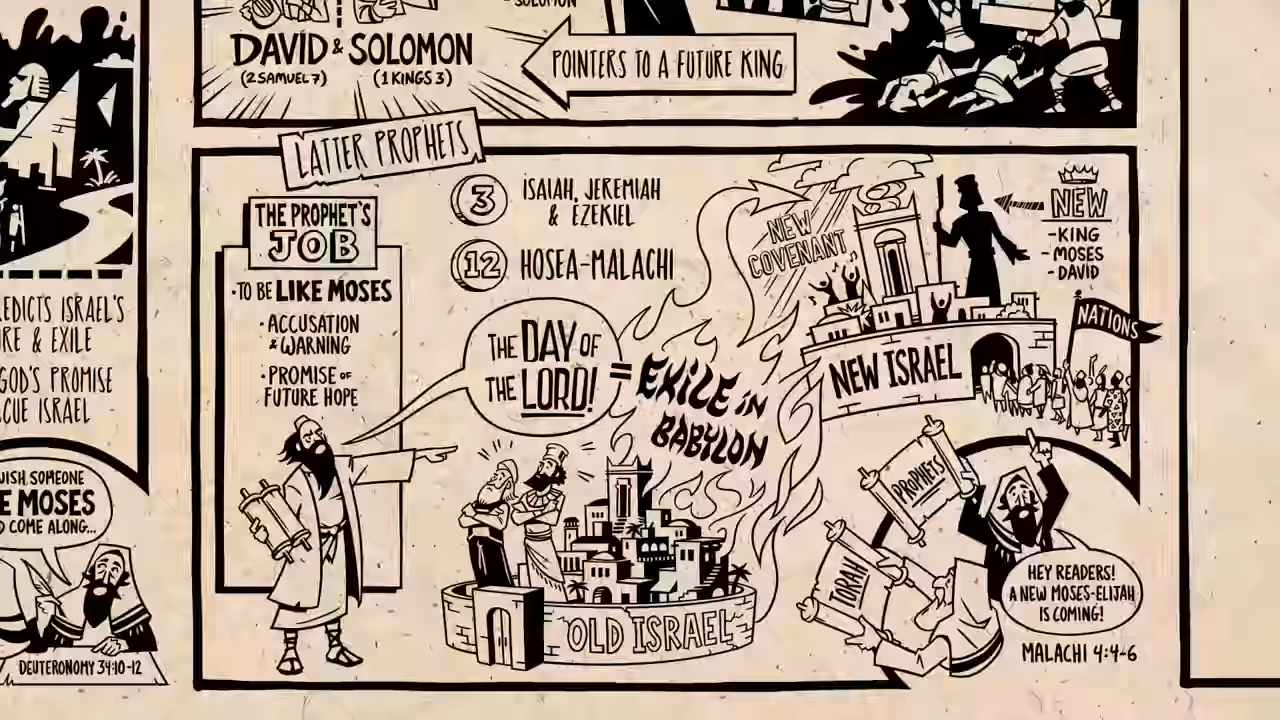 - SOLOMON
DAVID & SOLOMON
(2 SAMUEL 7) (1 KINGS 3)
POINTERS TO A FUTURE KING
LATTER PROPHETS
THE PROPHET'S
JOB
·TO BE LIKE MOSES
·ACCUSATION
& WARNING
·PROMISE OF
FUTURE HOPE
3
ISAIAH, JEREMIAH
& EZEKIEL
12
HOSEA-MALACHI
THE DAY OF
THE LORD!
=
EXILE IN
BABYLON
OLD ISRAEL
NEW
COVENANT
NEW
-KING
-MOSES
-DAVID
NATIONS
NEW ISRAEL
PROPHETS
TORAH
HEY READERS!
A NEW MOSES-ELIJAH
IS COMING!
MALACHI 4:4-6
ISRAEL'S
& EXILE
GOD'S PROMISE
ISRAEL
SOMEONE
MOSES
COME ALONG...
DEUTERONOMY 34:10-12